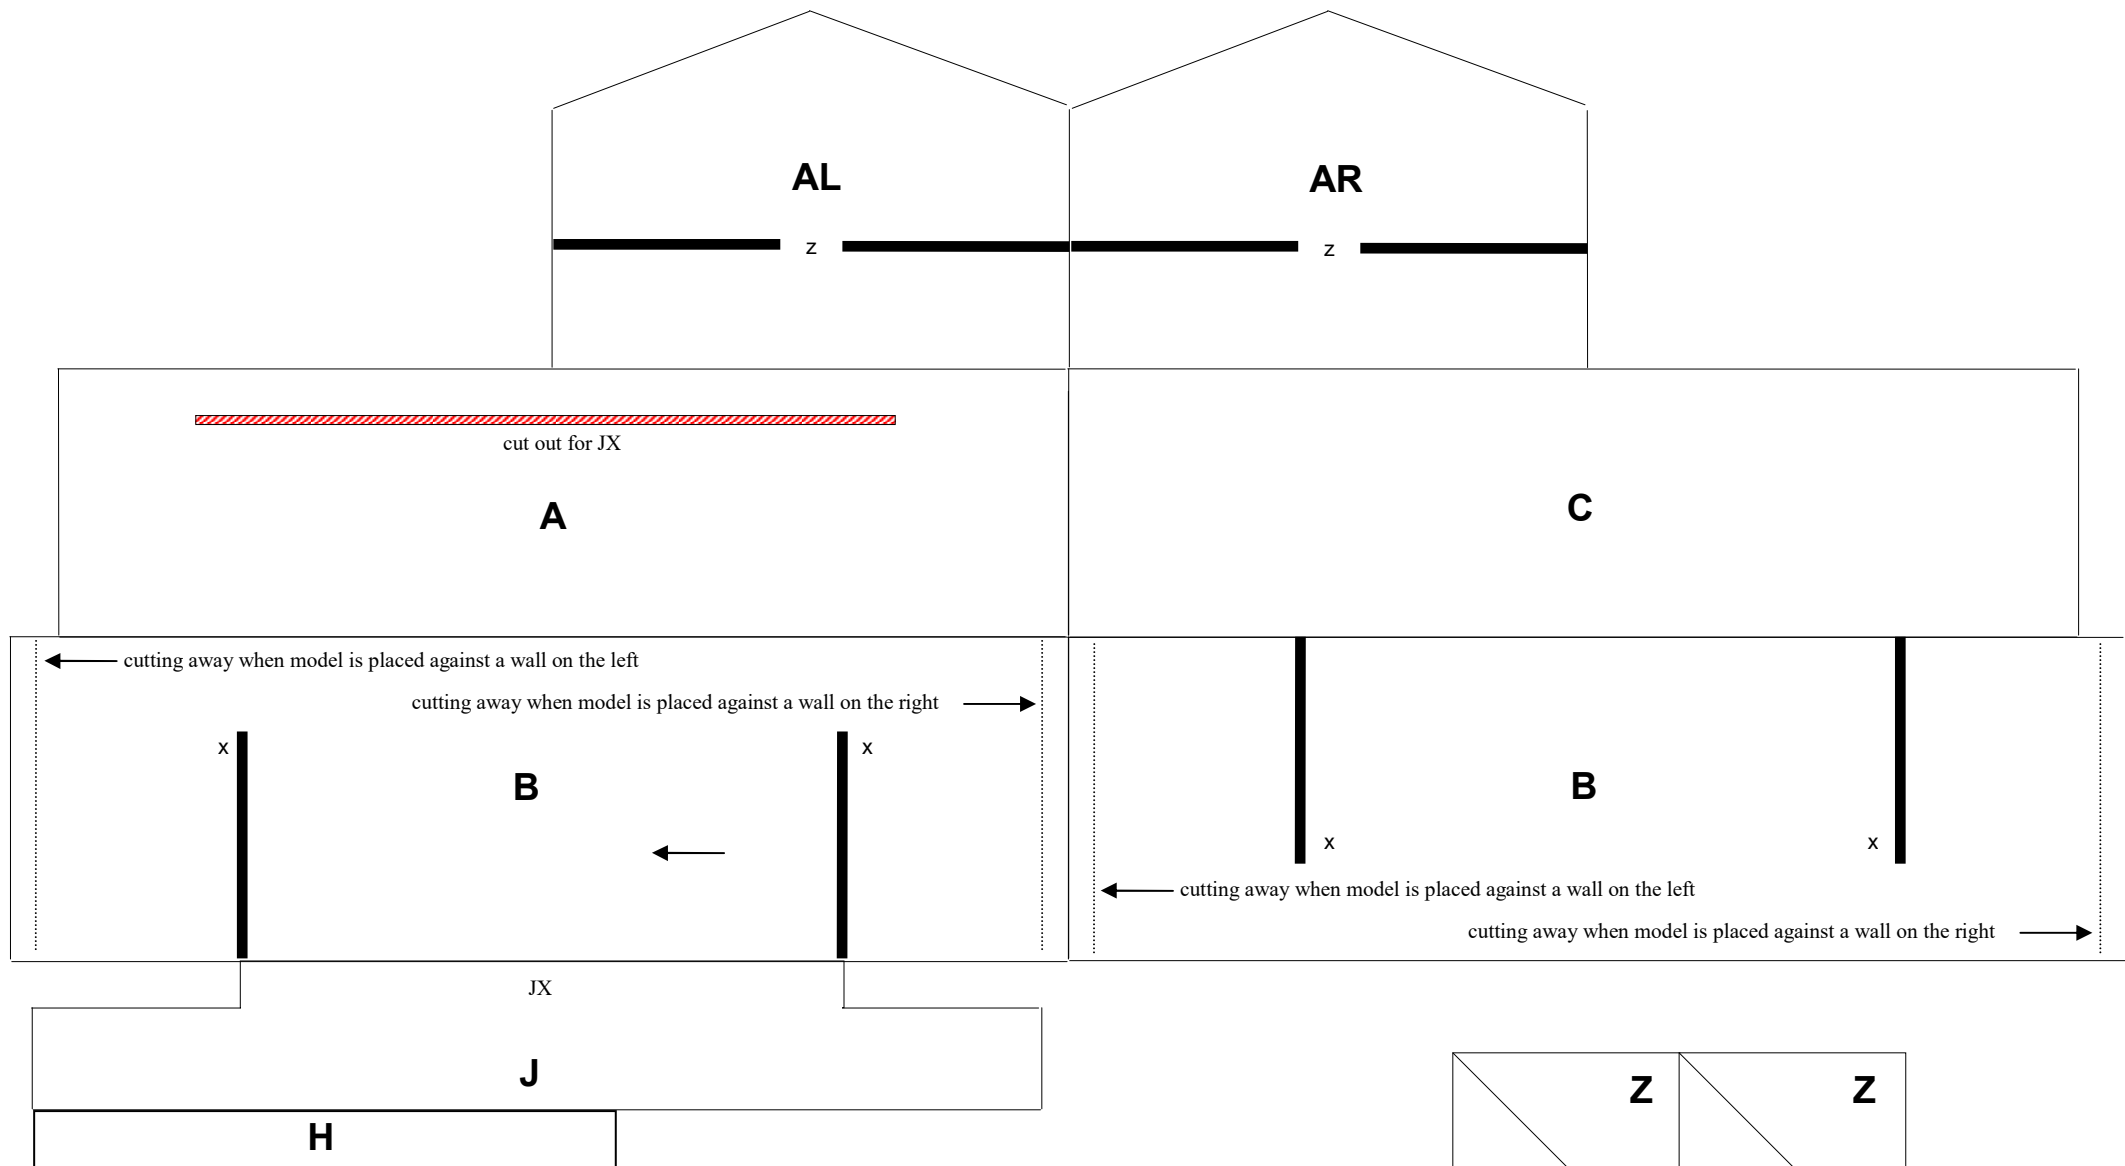 AL
AR
z
z
cut out for JX
A
C
cutting away when model is placed against a wall on the left
cutting away when model is placed against a wall on the right
x
x
B
B
x
x
cutting away when model is placed against a wall on the left
cutting away when model is placed against a wall on the right
JX
J
Z
Z
H